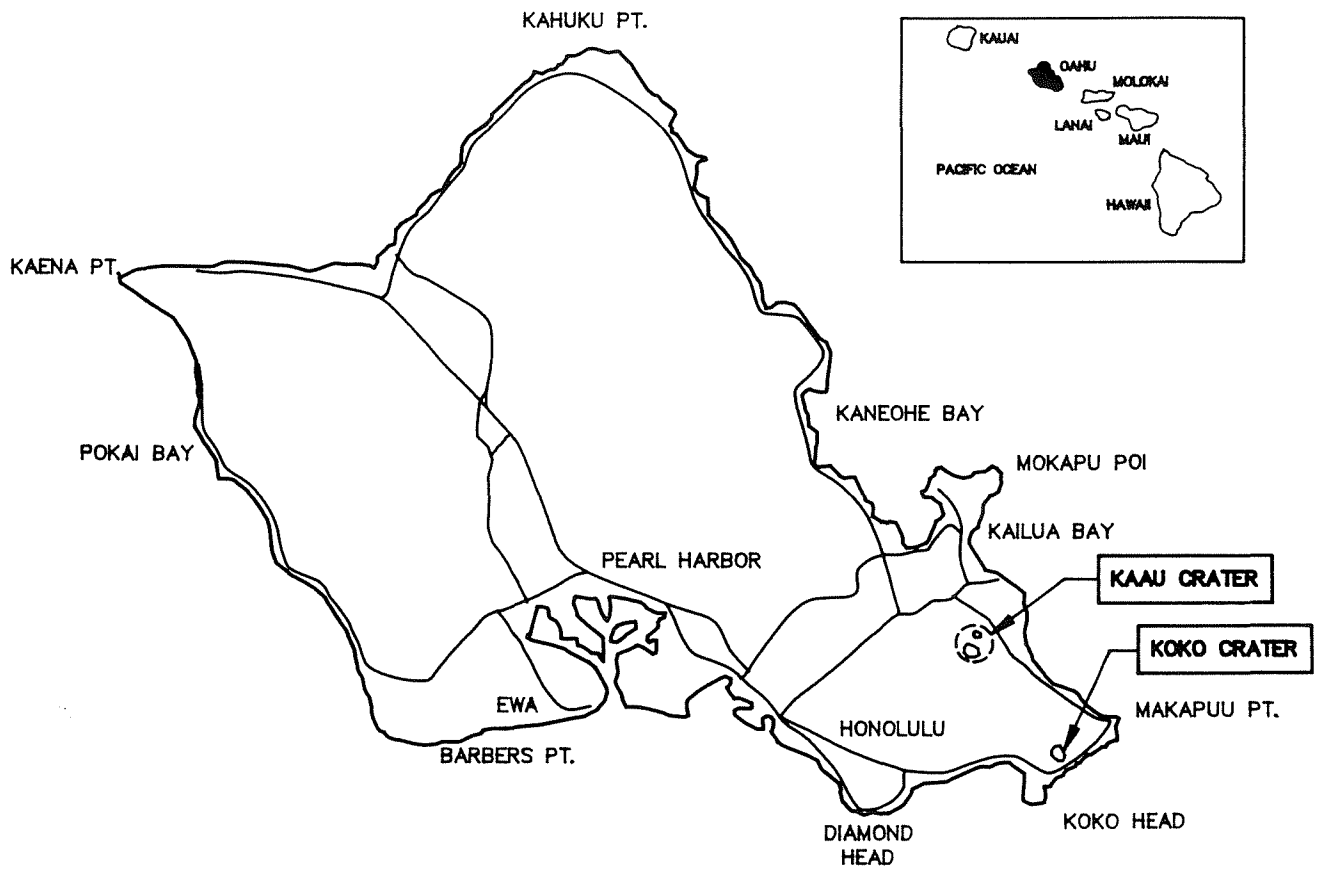 KAHUKU PT.
KAUAI
OAHU
MOLOKAI
LANAI
MAUI
PACIFIC OCEAN
HAWAII
KAENA PT.
KANEOHE BAY
POKAI BAY
MOKAPU POI
KAILUA BAY
PEARL HARBOR
KAAU CRATER
KOKO CRATER
EWA
MAKAPUU PT.
HONOLULU
BARBERS PT.
KOKO HEAD
DIAMOND
HEAD